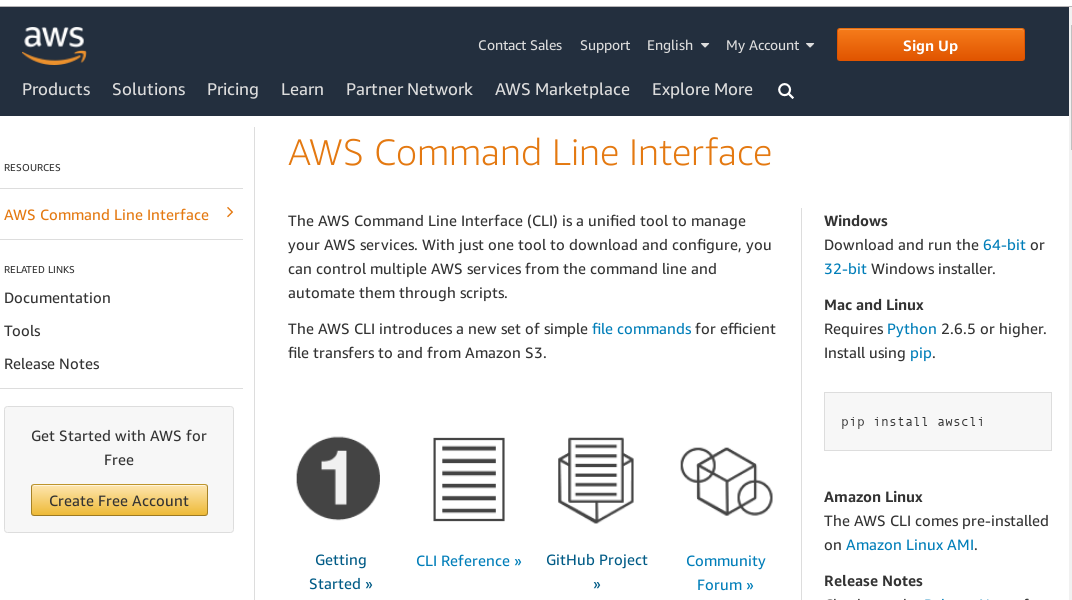 aws
Contact Sales Support English My Account Sign Up
Products Solutions Pricing Learn Partner Network AWS Marketplace Explore More
RESOURCES
AWS Command Line Interface
RELATED LINKS
Documentation
Tools
Release Notes
Get Started with AWS for
Free
Create Free Account
AWS Command Line Interface
The AWS Command Line Interface (CLI) is a unified tool to manage
your AWS services. With just one tool to download and configure, you
can control multiple AWS services from the command line and
automate them through scripts.
The AWS CLI introduces a new set of simple file commands for efficient
file transfers to and from Amazon S3.
1
Getting
Started »
CLI Reference »
GitHub Project
»
Community
Forum »
Windows
Download and run the 64-bit or
32-bit Windows installer.
Mac and Linux
Requires Python 2.6.5 or higher.
Install using pip.
pip install awscli
Amazon Linux
The AWS CLI comes pre-installed
on Amazon Linux AMI.
Release Notes